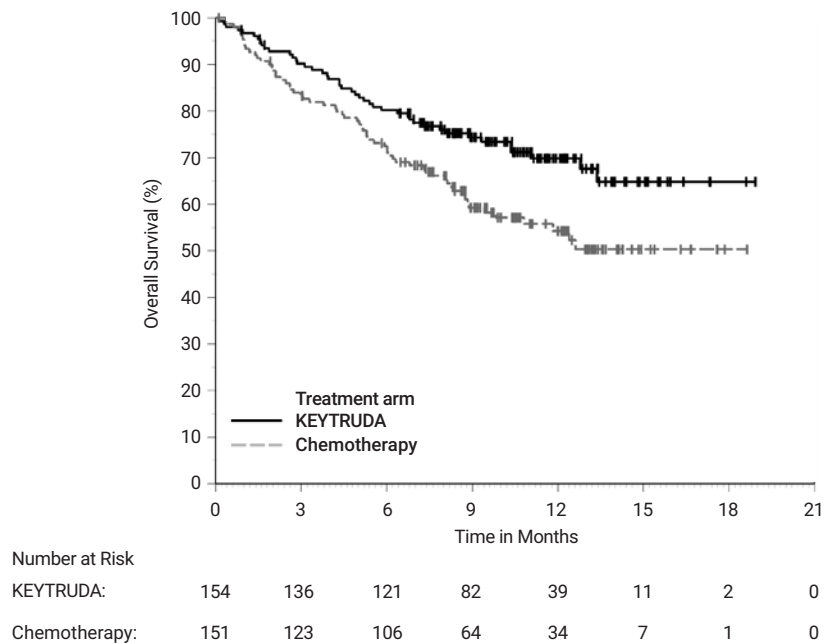 100
90
80
70
60
50
40
30
20
10
0
Overall Survival (%)
Treatment arm
KEYTRUDA
Chemotherapy
0 3 6 9 12 15 18 21
Time in Months
Number at Risk
KEYTRUDA: 154 136 121 82 39 11 2 0
Chemotherapy: 151 123 106 64 34 7 1 0